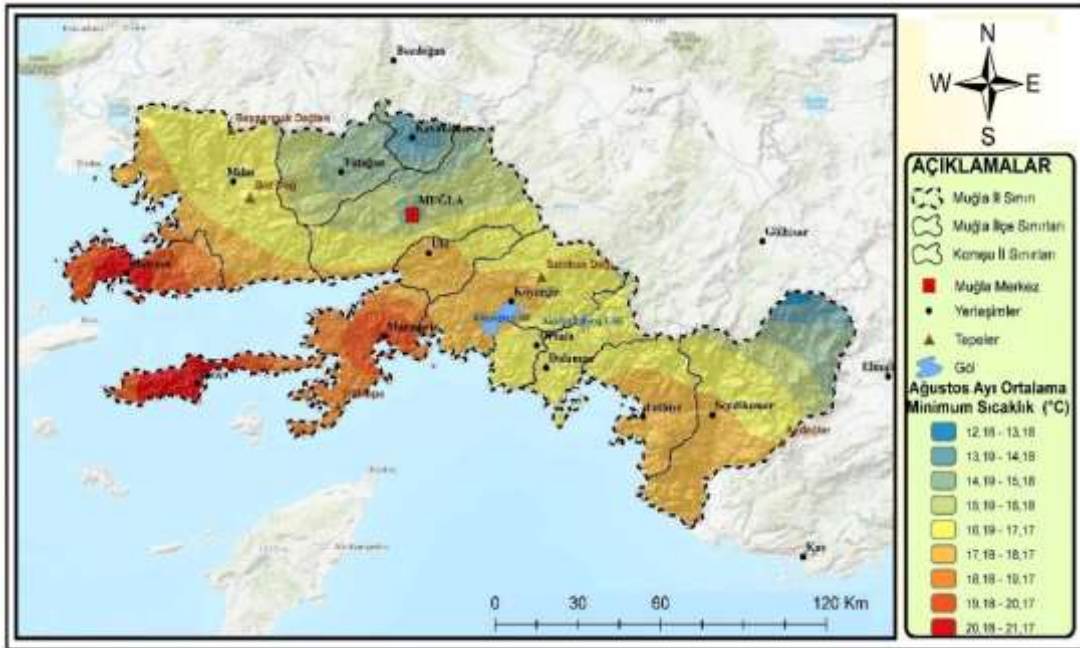 Bozdoğan
N
W
E
S
Kavaklıdere
Yatağan
Milas
MUĞLA
Ula
Gölhisar
Köyceğiz
Marmaris
Ortaca
Dalaman
Fethiye
Seydikemer
Kaş
0 30 60 120 Km
AÇIKLAMALAR
Muğla İl Sınırı
Muğla İlçe Sınırları
Komşu İl Sınırları
Muğla Merkez
Yerleşimler
Tepeler
Göl
Ağustos Ayı Ortalama
Minimum Sıcaklık (°C)
12,18 - 13,18
13,19 - 14,18
14,19 - 15,18
15,19 - 16,18
16,19 - 17,17
17,18 - 18,17
18,18 - 19,17
19,18 - 20,17
20,18 - 21,17